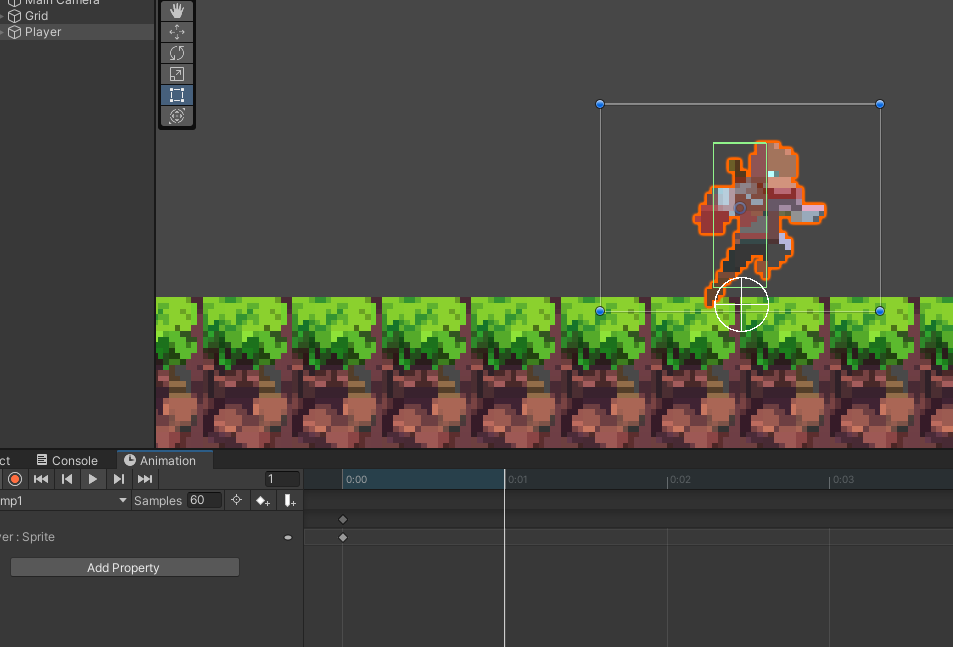 Main Camera
Grid
Player
ct Console Animation
1 0:00 0:01 0:02 0:03
mp1 Samples 60
er : Sprite
Add Property